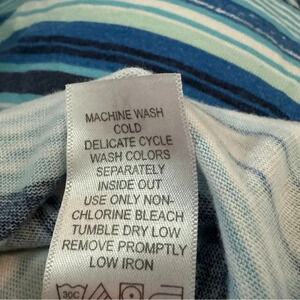 MACHINE WASH
COLD
DELICATE CYCLE
WASH COLORS
SEPARATELY
INSIDE OUT
USE ONLY NON-
CHLORINE BLEACH
TUMBLE DRY LOW
REMOVE PROMPTLY
LOW IRON
30C